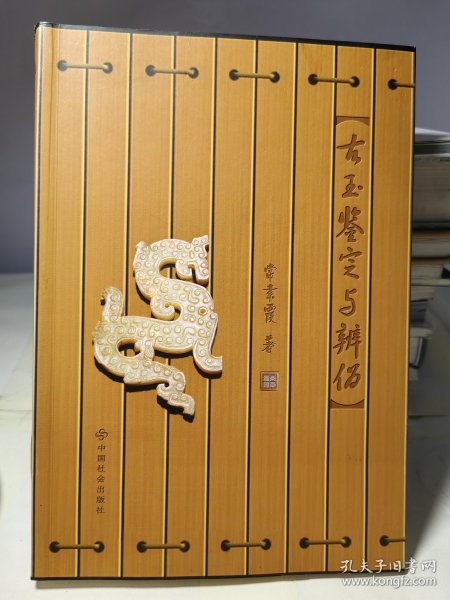 古玉鉴定与辨伪
常素霞 著
中国社会出版社
孔夫子旧书网
www.kongfz.com